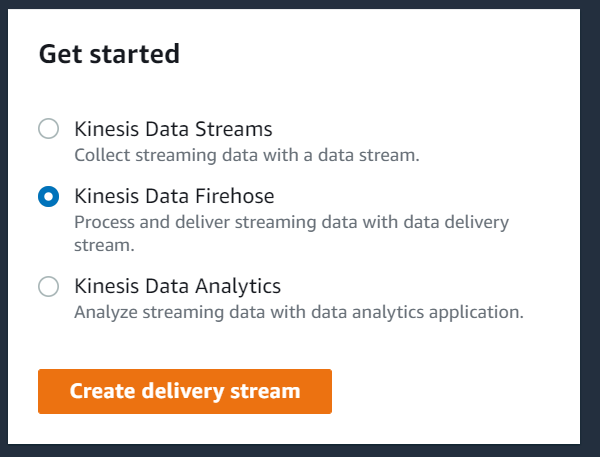 Get started
Kinesis Data Streams
Collect streaming data with a data stream.
Kinesis Data Firehose
Process and deliver streaming data with data delivery
stream.
Kinesis Data Analytics
Analyze streaming data with data analytics application.
Create delivery stream